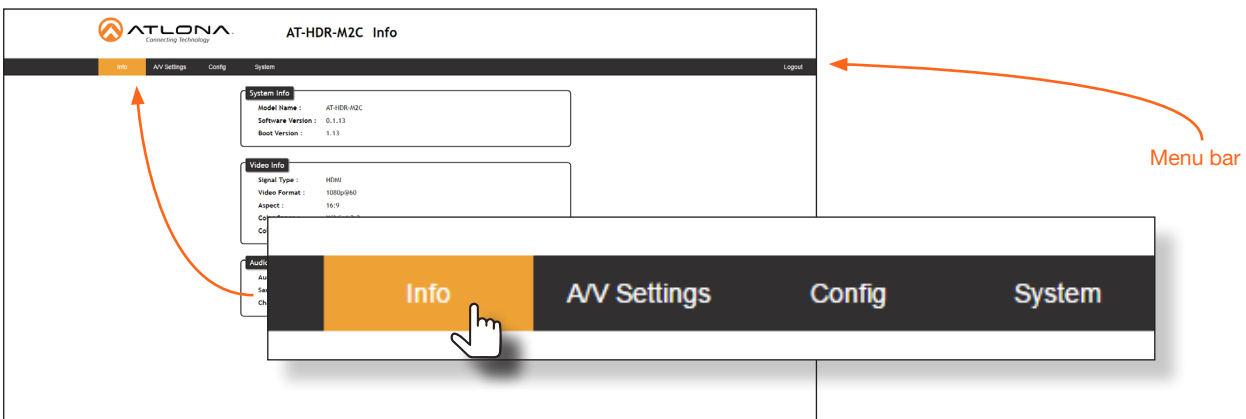 ATLONA
Connecting Technology
AT-HDR-M2C Info
Info A/V Settings Config System Logout
System Info
Model Name : AT-HDR-M2C
Software Version : 0.1.13
Boot Version : 1.13
Menu bar
Video Info
Signal Type : HDMI
Video Format : 1080p@60
Aspect : 16:9
Info A/V Settings Config System